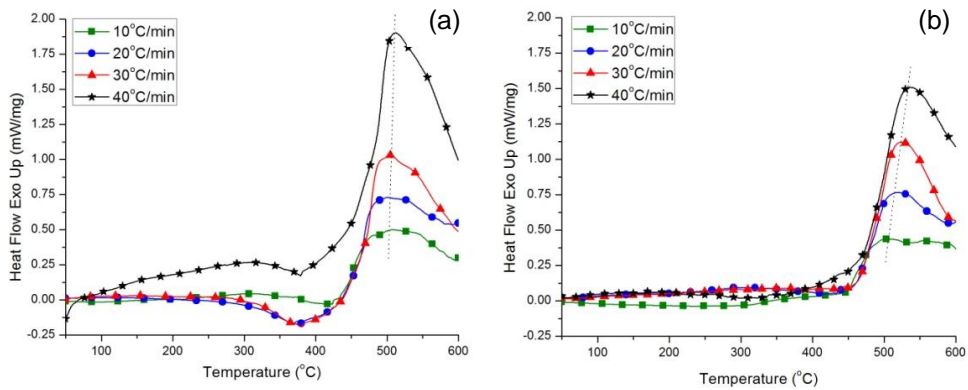 (a)
10°C/min
20°C/min
30°C/min
40°C/min
Heat Flow Exo Up (mW/mg)
2.00
1.75
1.50
1.25
1.00
0.75
0.50
0.25
0.00
-0.25
100 200 300 400 500 600
Temperature (°C)
(b)
10°C/min
20°C/min
30°C/min
40°C/min
Heat Flow Exo Up (mW/mg)
2.00
1.75
1.50
1.25
1.00
0.75
0.50
0.25
0.00
-0.25
100 200 300 400 500 600
Temperature (°C)